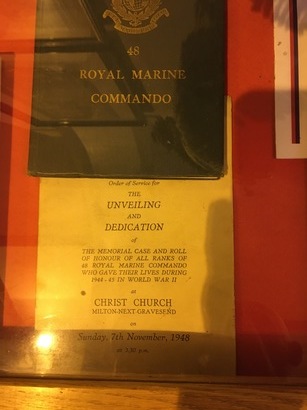 48
ROYAL MARINE
COMMANDO
Order of Service for
THE
UNVEILING
AND
DEDICATION
of
THE MEMORIAL CASE AND ROLL
OF HONOUR OF ALL RANKS OF
48 ROYAL MARINE COMMANDO
WHO GAVE THEIR LIVES DURING
1944-45 IN WORLD WAR II
at
CHRIST CHURCH
MILTON-NEXT-GRAVESEND
on
Sunday, 7th November, 1948
at 2.30 p.m.